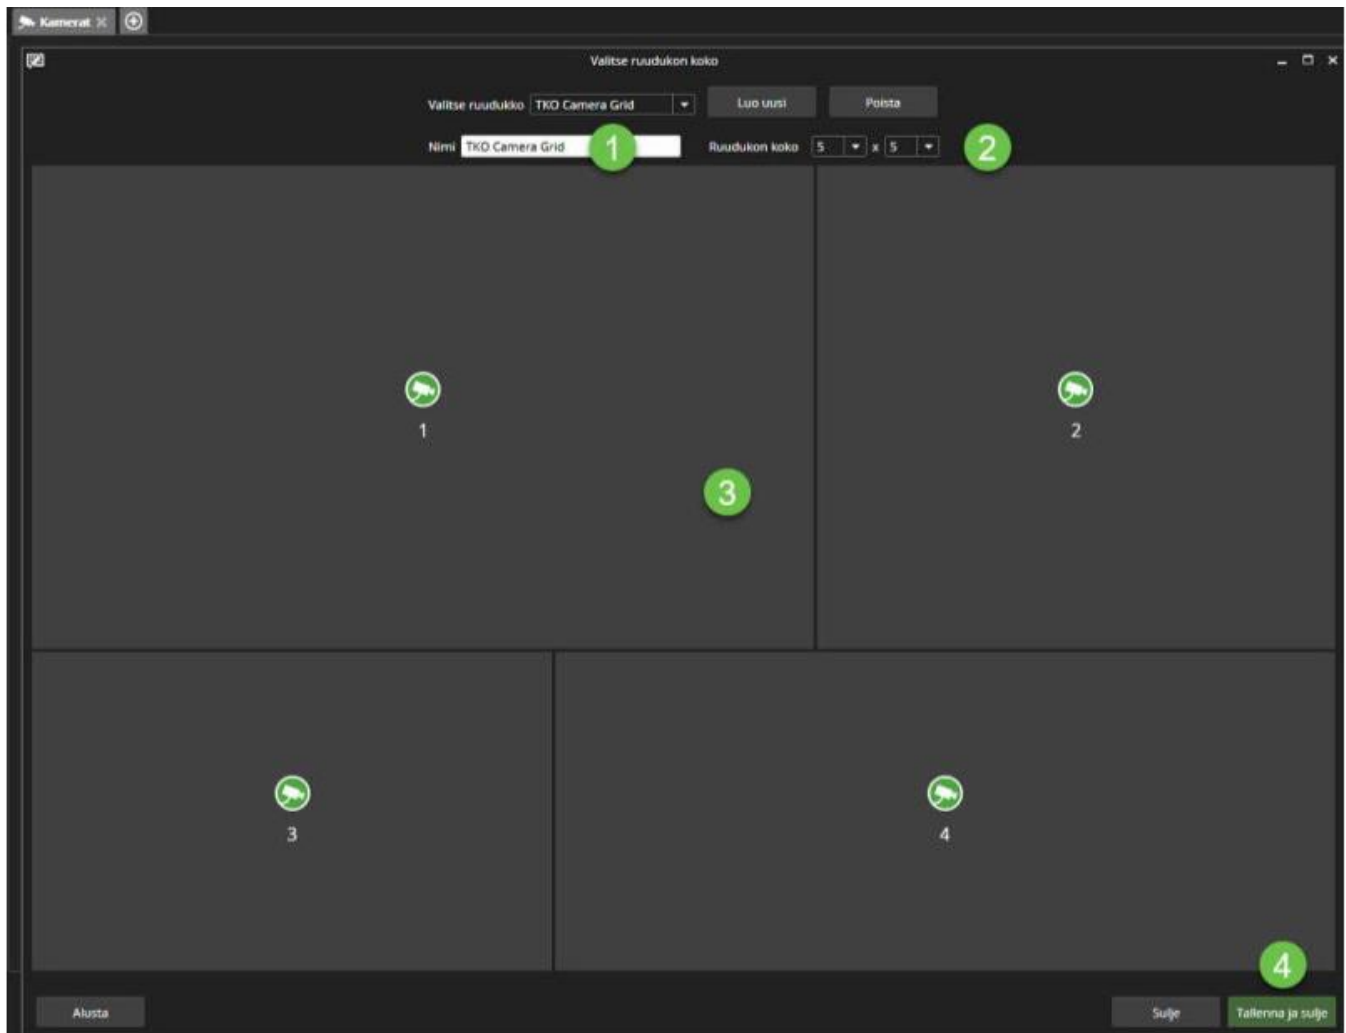 Kamerat
Valitse ruudukon koko
Valitse ruudukko TKO Camera Grid Luo uusi Poista
Nimi TKO Camera Grid 1 Ruudukon koko 5 x 5 2
1
2
3
3
4
4
Alusta Sulje Tallenna ja sulje